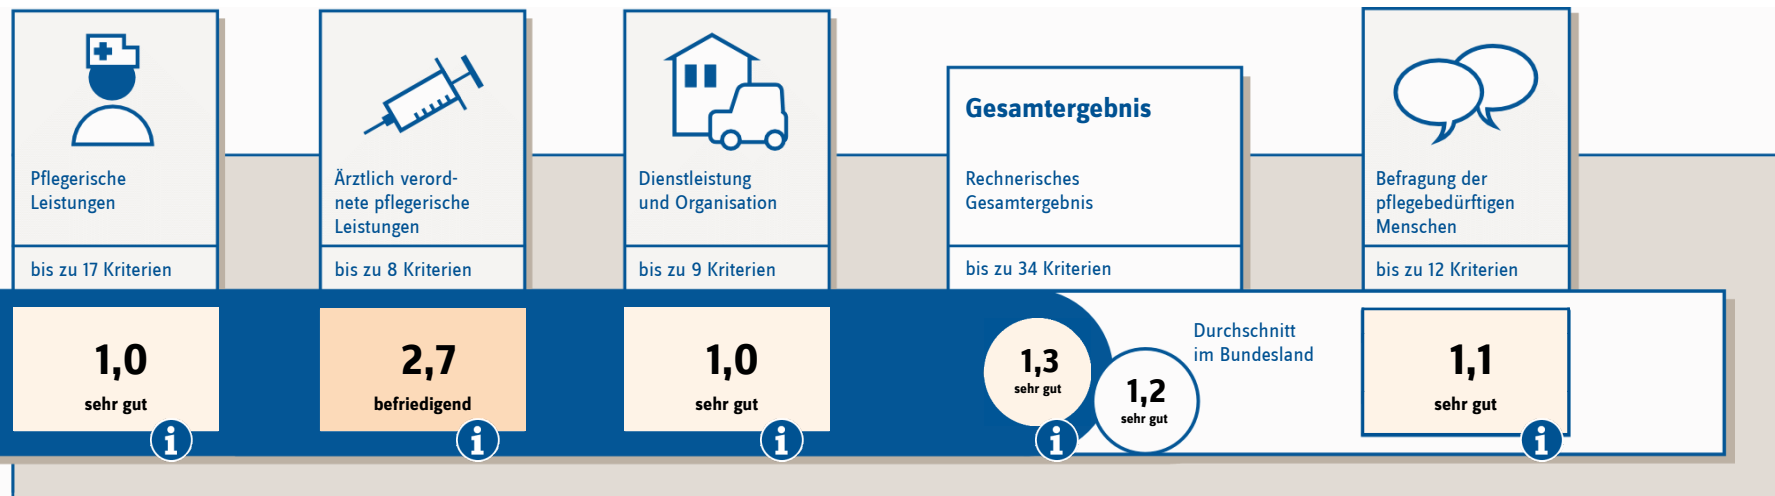 Pflegerische
Leistungen
bis zu 17 Kriterien
1,0
sehr gut
i
Ärztlich verord-
nete pflegerische
Leistungen
bis zu 8 Kriterien
2,7
befriedigend
i
Dienstleistung
und Organisation
bis zu 9 Kriterien
1,0
sehr gut
i
Gesamtergebnis
Rechnerisches
Gesamtergebnis
bis zu 34 Kriterien
1,3
sehr gut
i
1,2
sehr gut
Durchschnitt
im Bundesland
Befragung der
pflegebedürftigen
Menschen
bis zu 12 Kriterien
1,1
sehr gut
i